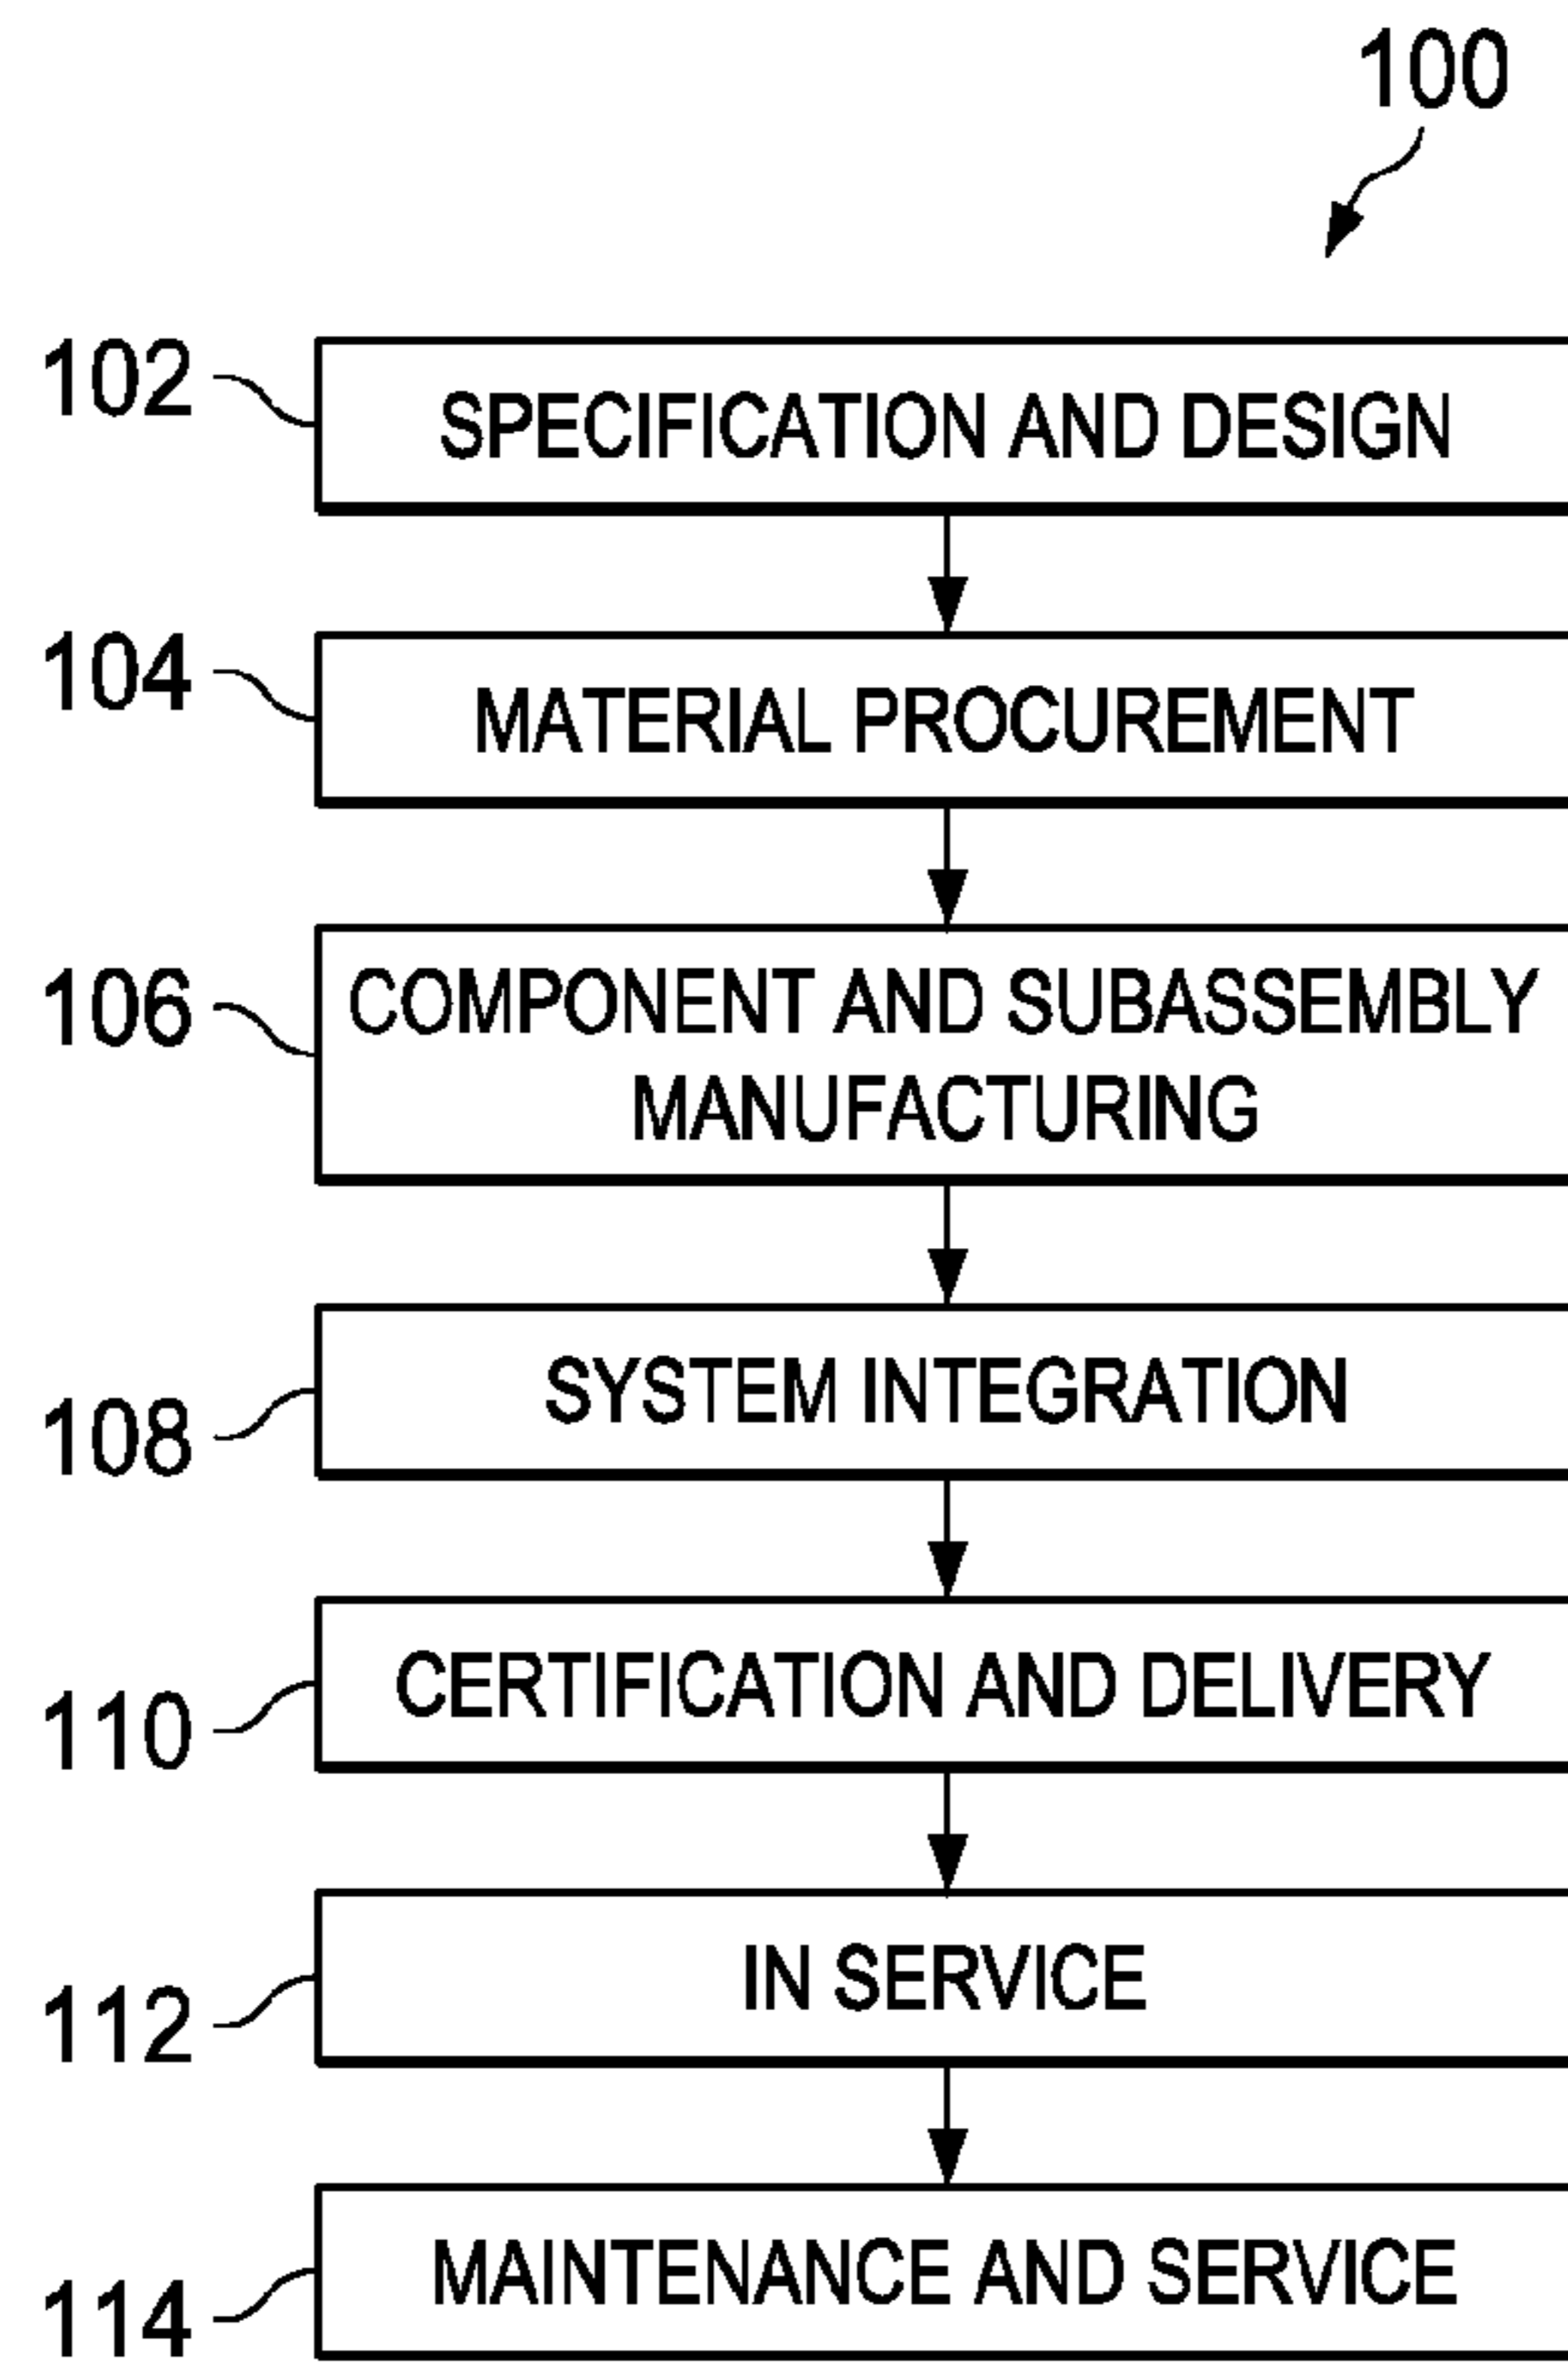 100
102
SPECIFICATION AND DESIGN
104
MATERIAL PROCUREMENT
106
COMPONENT AND SUBASSEMBLY
MANUFACTURING
108
SYSTEM INTEGRATION
110
CERTIFICATION AND DELIVERY
112
IN SERVICE
114
MAINTENANCE AND SERVICE